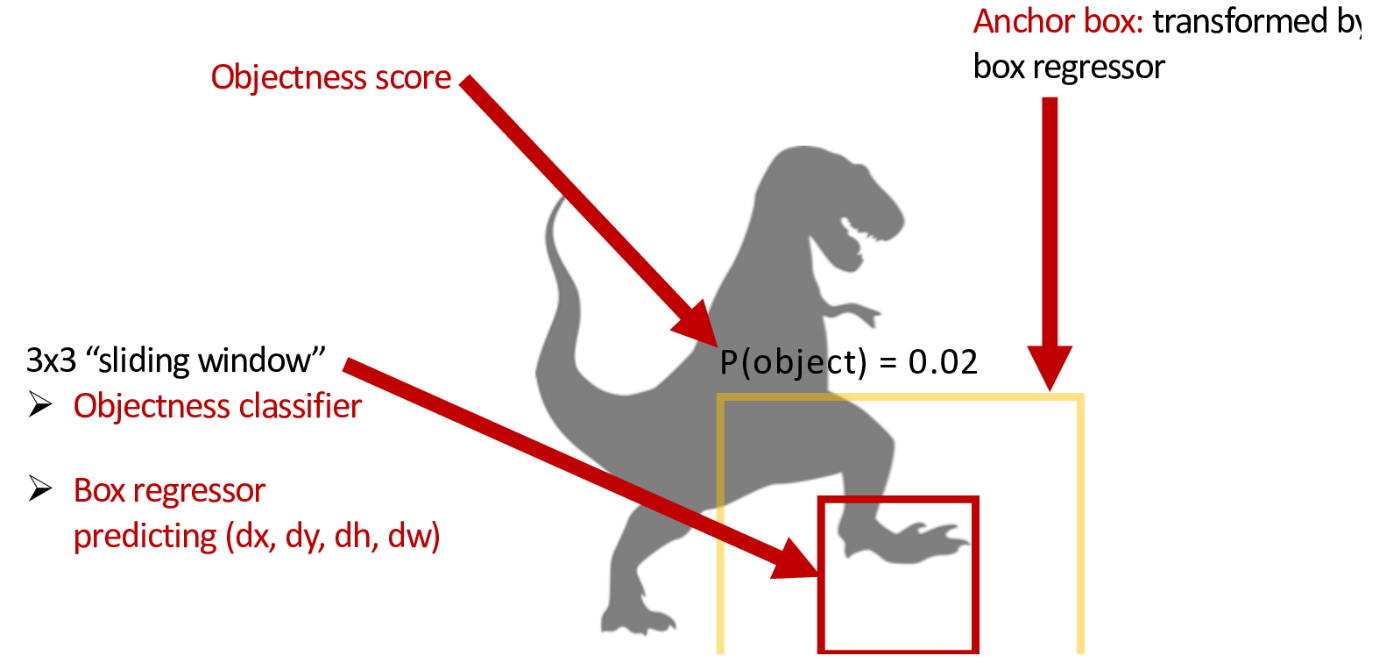 Anchor box: transformed by
box regressor
Objectness score
P(object) = 0.02
3x3 “sliding window”
➢ Objectness classifier
➢ Box regressor
predicting (dx, dy, dh, dw)